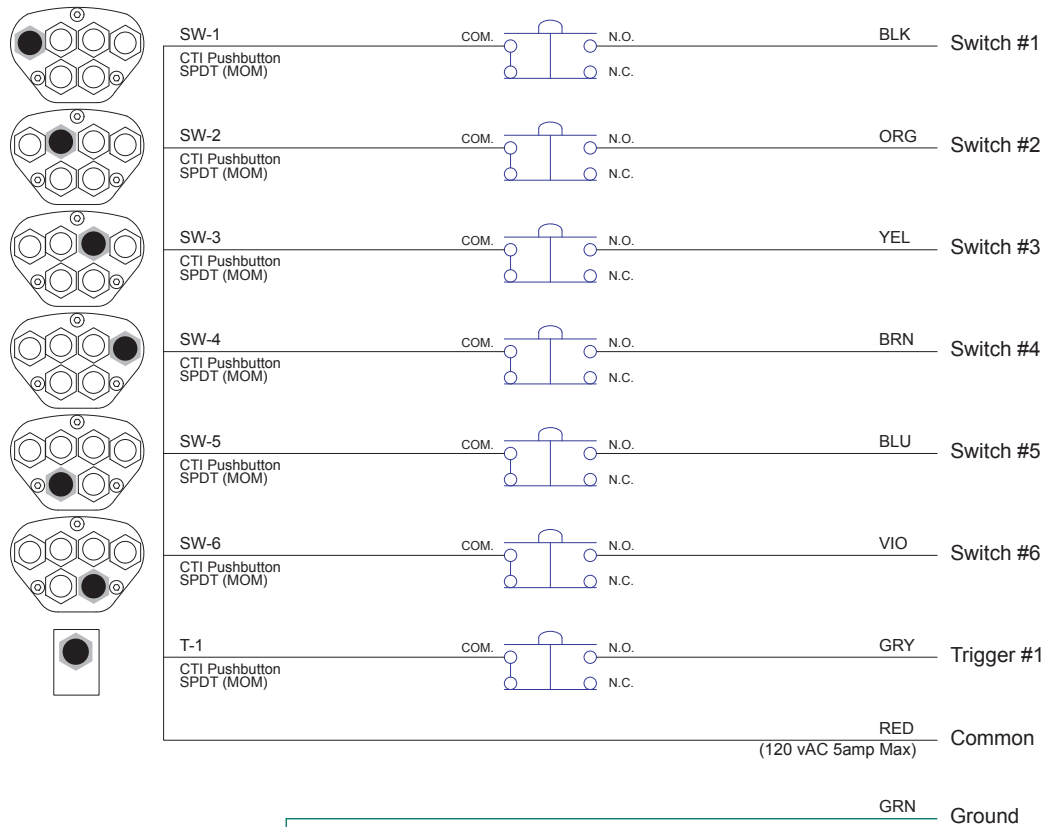 SW-1 COM. N.O. BLK Switch #1
CTI Pushbutton
SPDT (MOM) N.C.
SW-2 COM. N.O. ORG Switch #2
CTI Pushbutton
SPDT (MOM) N.C.
SW-3 COM. N.O. YEL Switch #3
CTI Pushbutton
SPDT (MOM) N.C.
SW-4 COM. N.O. BRN Switch #4
CTI Pushbutton
SPDT (MOM) N.C.
SW-5 COM. N.O. BLU Switch #5
CTI Pushbutton
SPDT (MOM) N.C.
SW-6 COM. N.O. VIO Switch #6
CTI Pushbutton
SPDT (MOM) N.C.
T-1 COM. N.O. GRY Trigger #1
CTI Pushbutton
SPDT (MOM) N.C.
RED Common
(120 vAC 5amp Max)
GRN Ground